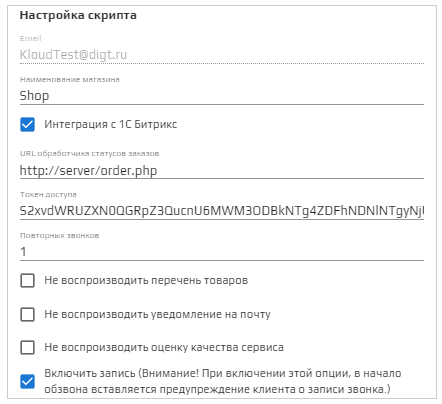 Настройка скрипта
Email
KloudTest@digt.ru
Наименование магазина
Shop
Интеграция с 1С Битрикс
URL обработчика статусов заказов
http://server/order.php
Токен доступа
S2xvdWRUZXN0QGRpZ3QucnU6MWM3ODBkNTg4ZDFhNDNlNTgyNjU
Повторных звонков
1
Не воспроизводить перечень товаров
Не воспроизводить уведомление на почту
Не воспроизводить оценку качества сервиса
Включить запись (Внимание! При включении этой опции, в начало
обзвона вставляется предупреждение клиента о записи звонка.)